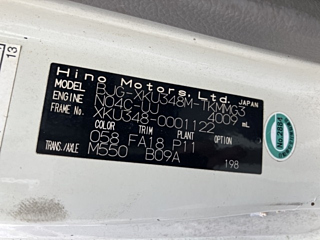 Hino Motors, Ltd. JAPAN
MODEL BJG-XKU348M-TKMMG3
ENGINE N04C 4009 mL
FRAME No. XKU348-0001122
COLOR TRIM PLANT OPTION
058 FA18 P11
TRANS./AXLE M550 B09A
198
13